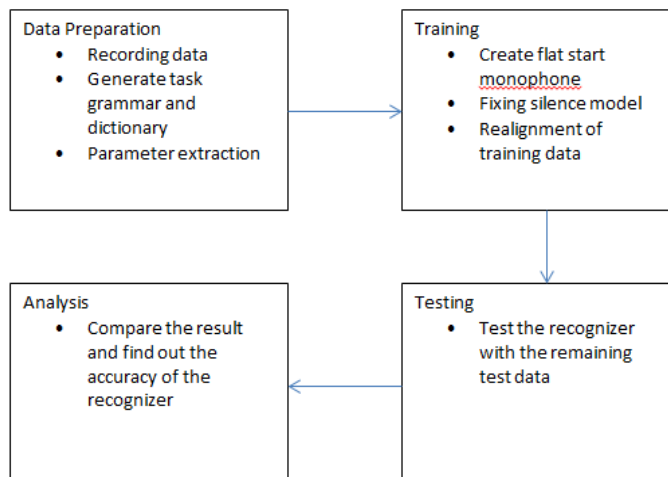 Data Preparation
• Recording data
• Generate task
grammar and
dictionary
• Parameter extraction
Training
• Create flat start
monophone
• Fixing silence model
• Realignment of
training data
Testing
• Test the recognizer
with the remaining
test data
Analysis
• Compare the result
and find out the
accuracy of the
recognizer